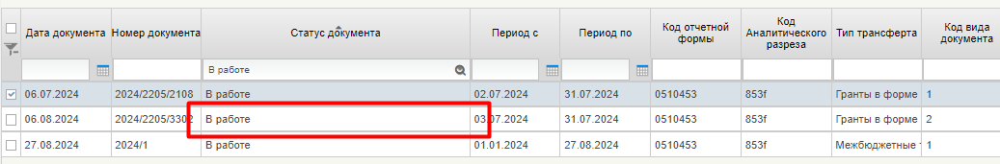 Дата документа Номер документа Статус документа Период с Период по Код отчетной формы Код Аналитического разреза Тип трансферта Код вида документа
В работе
06.07.2024 2024/2205/2108 В работе 02.07.2024 31.07.2024 0510453 853f Гранты в форме 1
06.08.2024 2024/2205/3302 В работе 03.07.2024 31.07.2024 0510453 853f Гранты в форме 2
27.08.2024 2024/1 В работе 01.01.2024 27.08.2024 0510453 853f Межбюджетные 1